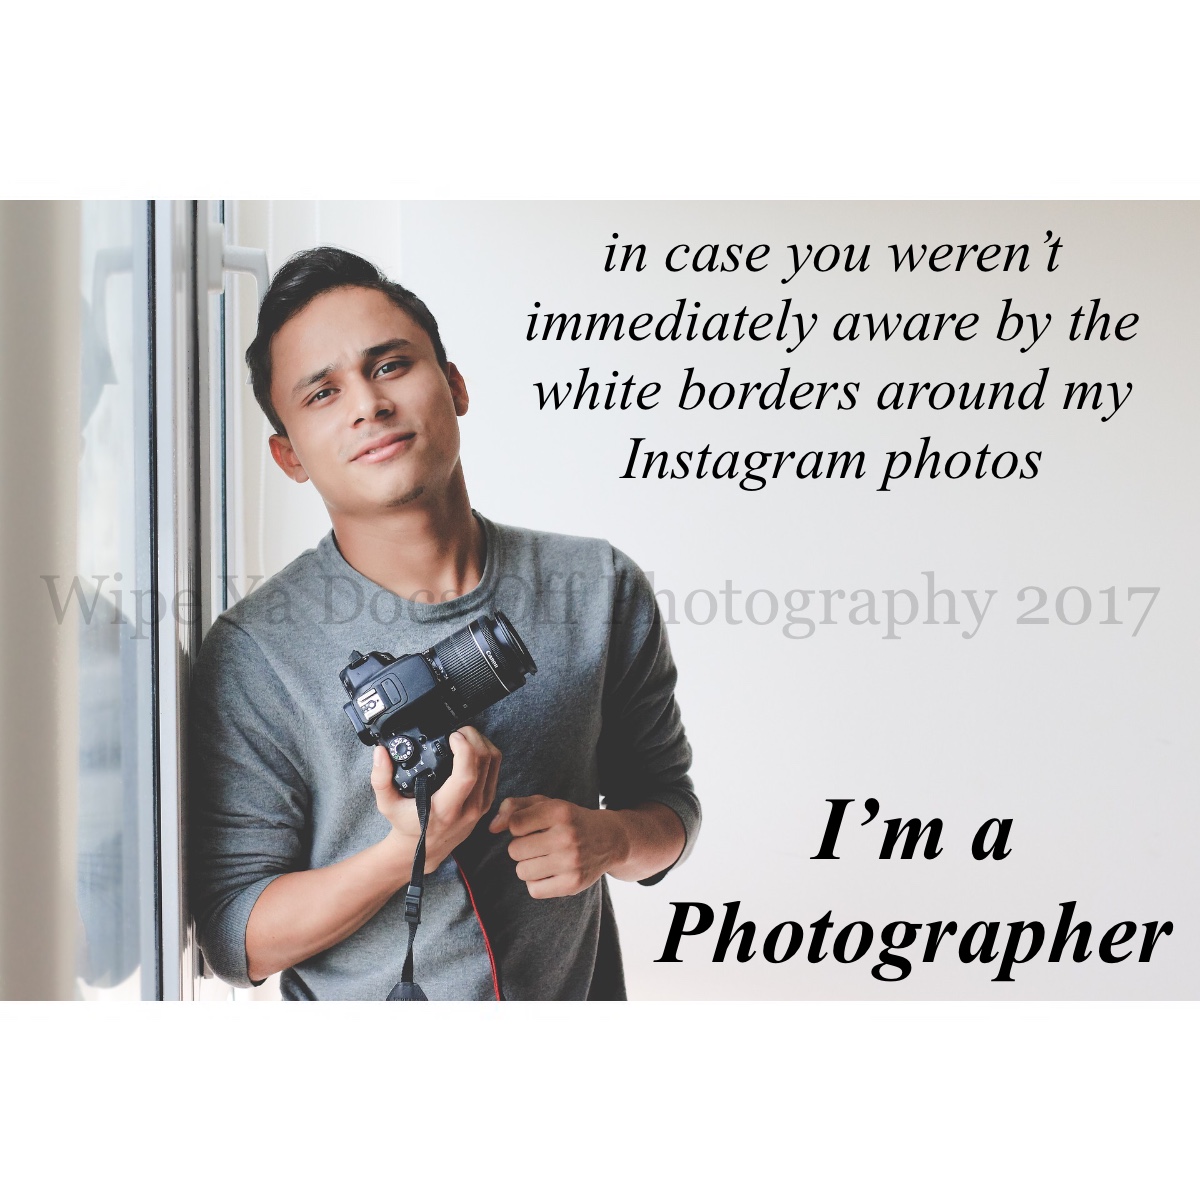 in case you weren’t
immediately aware by the
white borders around my
Instagram photos
Wipe Ya Docs Off Photography 2017
Canon
I’m a
Photographer